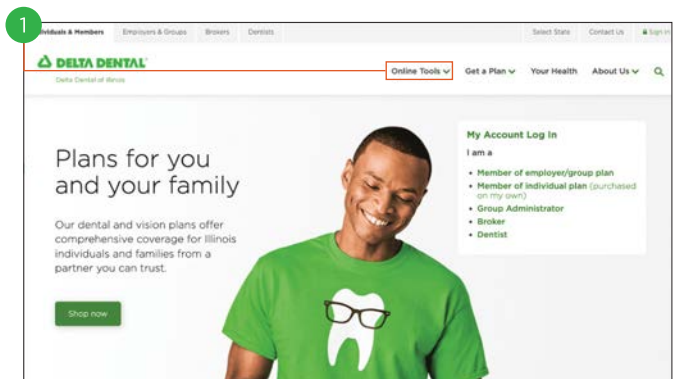 1
Individuals & Members Employers & Groups Brokers Dentists Select State Contact Us Sign In
DELTA DENTAL
Delta Dental of Illinois
Online Tools Get a Plan Your Health About Us
Plans for you
and your family
Our dental and vision plans offer
comprehensive coverage for Illinois
individuals and families from a
partner you can trust.
Shop now
My Account Log In
I am a
• Member of employer/group plan
• Member of individual plan (purchased
on my own)
• Group Administrator
• Broker
• Dentist